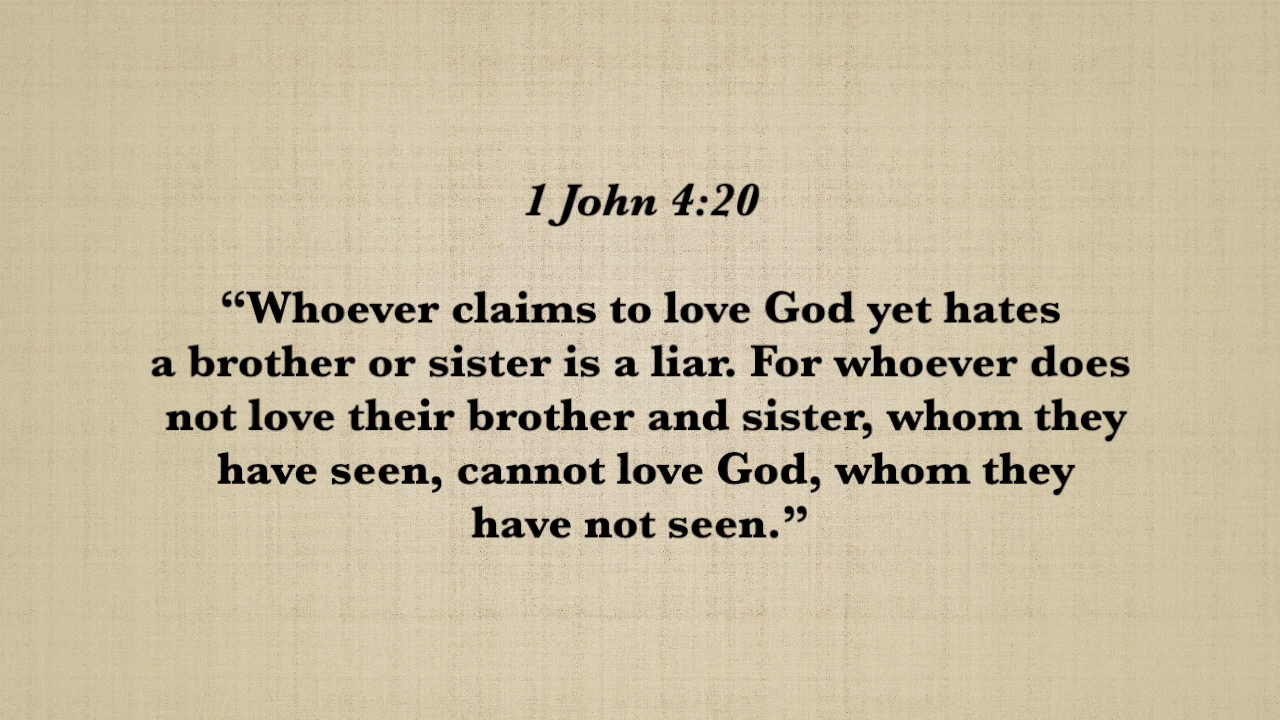 1 John 4:20
“Whoever claims to love God yet hates
a brother or sister is a liar. For whoever does
not love their brother and sister, whom they
have seen, cannot love God, whom they
have not seen.”